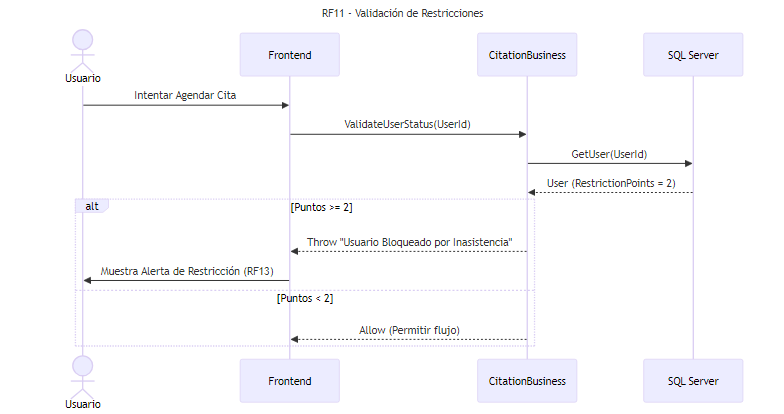 RF11 - Validación de Restricciones
Usuario
Frontend
CitationBusiness
SQL Server
Intentar Agendar Cita
ValidateUserStatus(UserId)
GetUser(UserId)
User (RestrictionPoints = 2)
alt
[Puntos >= 2]
Throw "Usuario Bloqueado por Inasistencia"
Muestra Alerta de Restricción (RF13)
[Puntos < 2]
Allow (Permitir flujo)
Usuario
Frontend
CitationBusiness
SQL Server